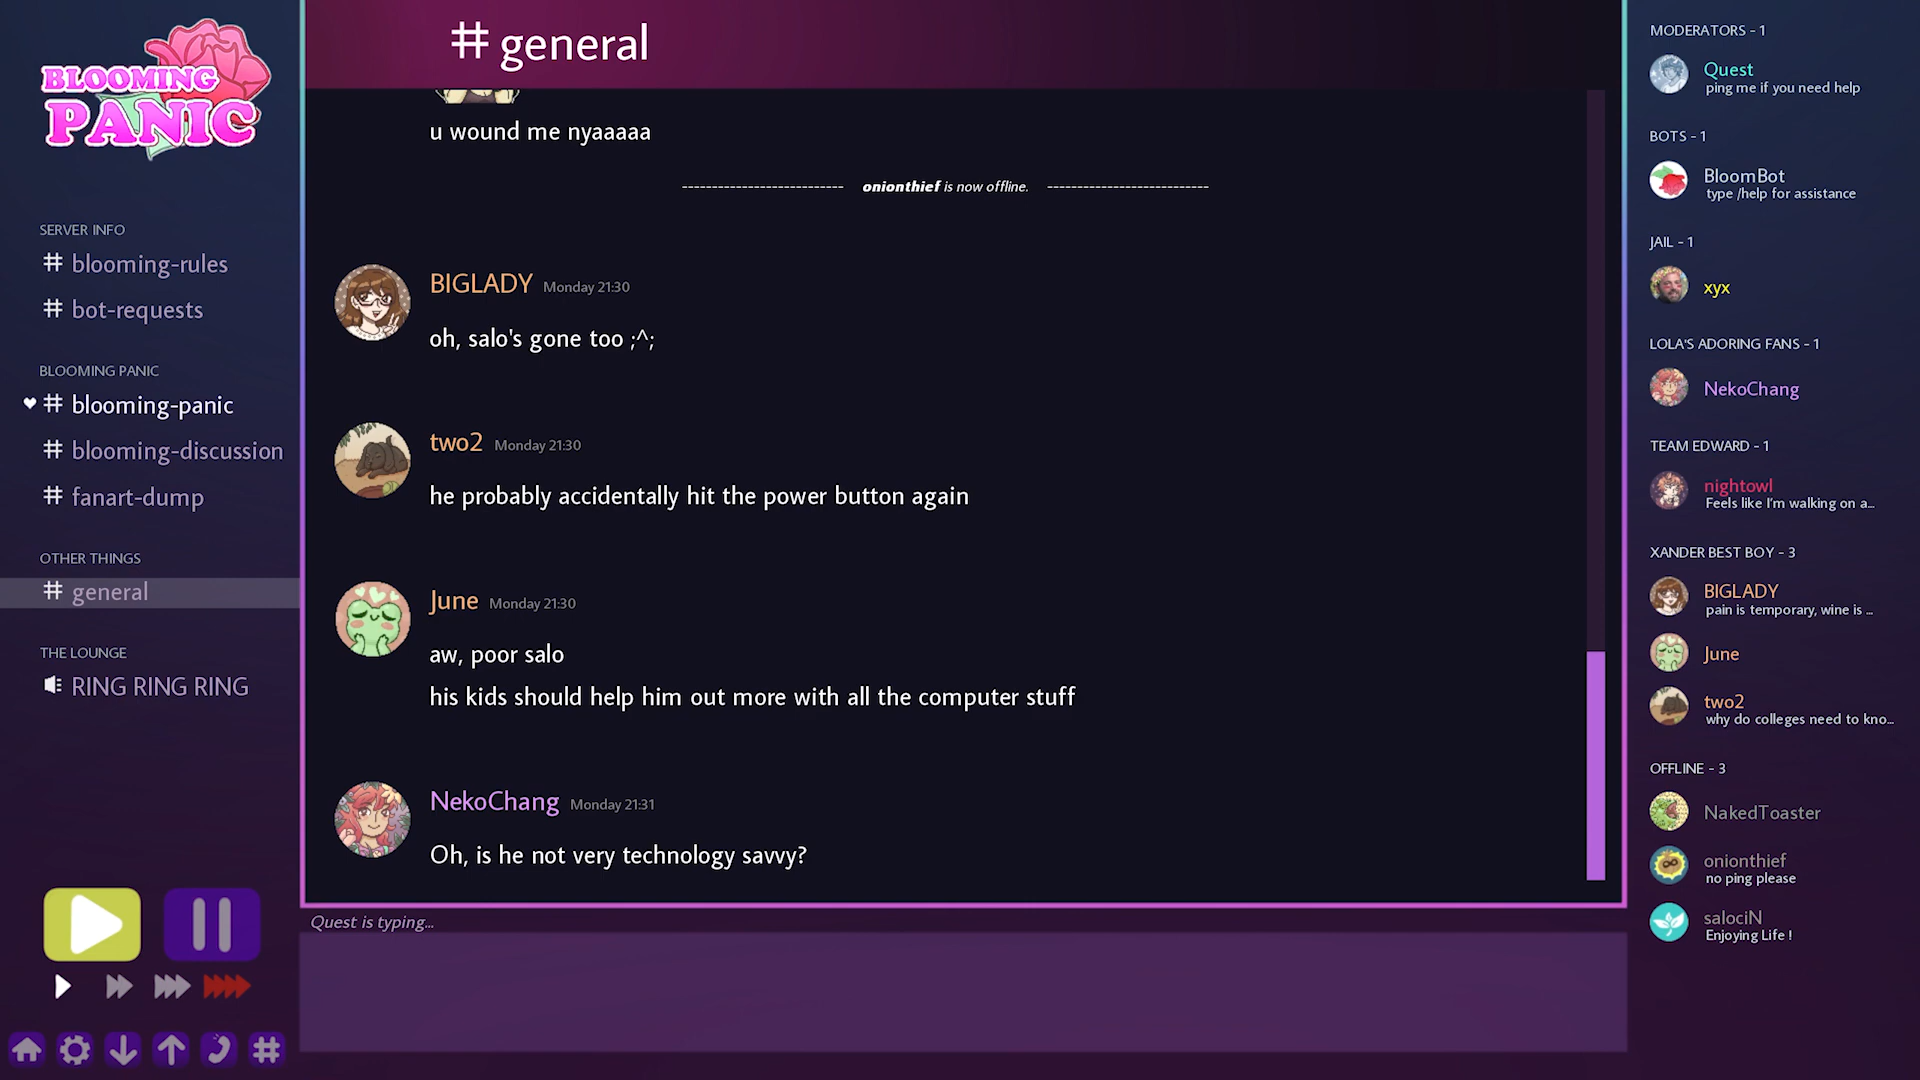 BLOOMING
PANIC
SERVER INFO
# blooming-rules
# bot-requests
BLOOMING PANIC
# blooming-panic
# blooming-discussion
# fanart-dump
OTHER THINGS
# general
THE LOUNGE
RING RING RING
# general
u wound me nyaaaaa
--------------------------- onionthief is now offline. ---------------------------
BIGLADY Monday 21:30
oh, salo's gone too ;^;
two2 Monday 21:30
he probably accidentally hit the power button again
June Monday 21:30
aw, poor salo
his kids should help him out more with all the computer stuff
NekoChang Monday 21:31
Oh, is he not very technology savvy?
Quest is typing...
MODERATORS - 1
Quest
ping me if you need help
BOTS - 1
BloomBot
type /help for assistance
JAIL - 1
xyx
LOLA'S ADORING FANS - 1
NekoChang
TEAM EDWARD - 1
nightowl
Feels like I'm walking on a...
XANDER BEST BOY - 3
BIGLADY
pain is temporary, wine is ...
June
two2
why do colleges need to kno...
OFFLINE - 3
NakedToaster
onionthief
no ping please
salociN
Enjoying Life !